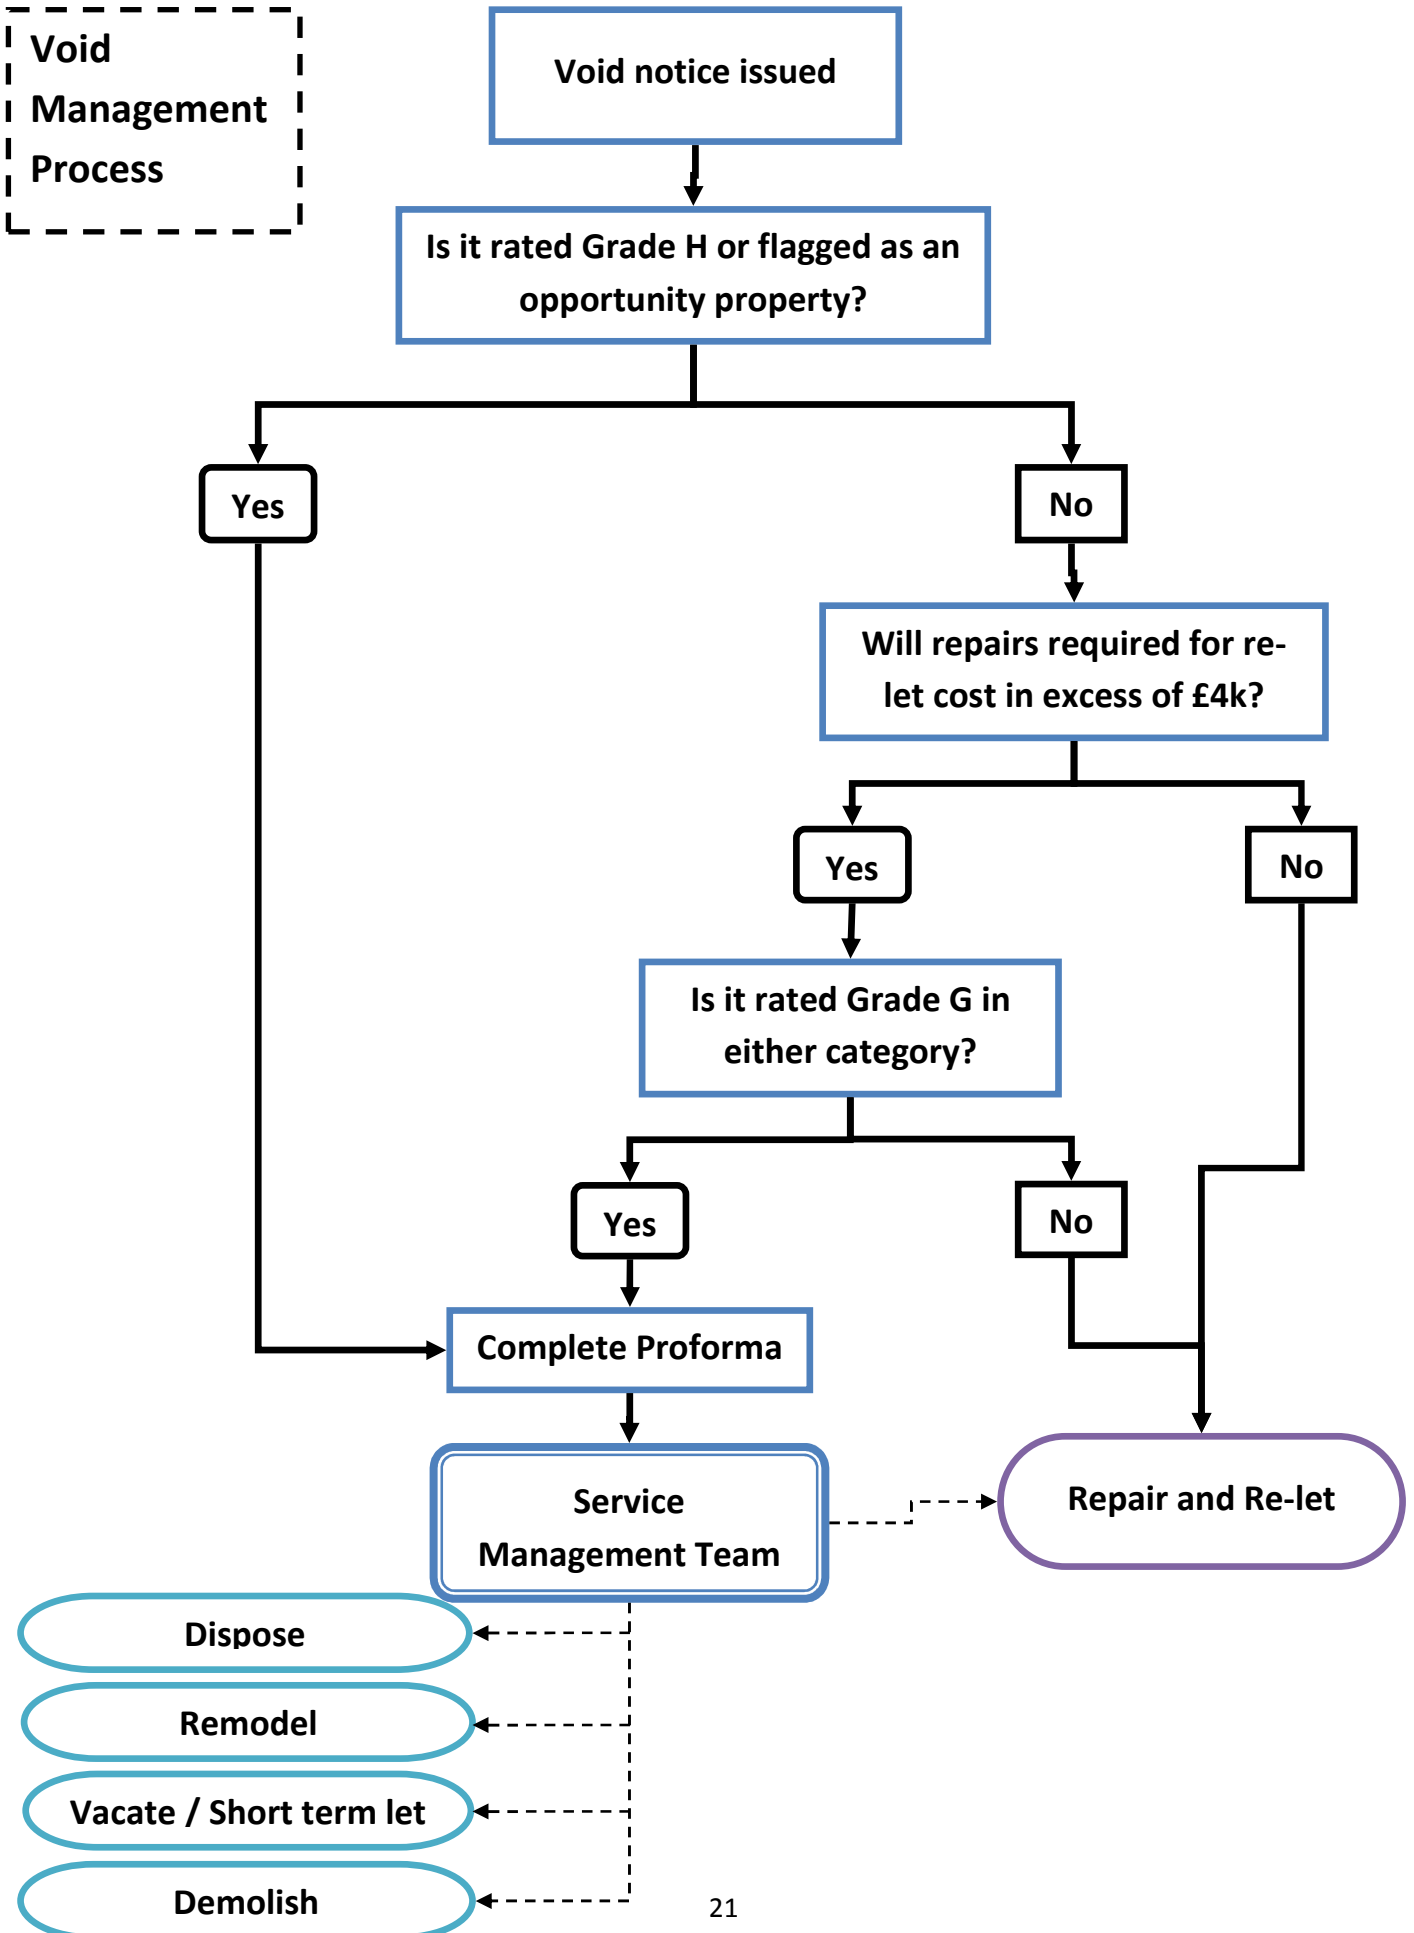 Void
Management
Process
Void notice issued
Is it rated Grade H or flagged as an
opportunity property?
Yes
No
Will repairs required for re-
let cost in excess of £4k?
Yes
No
Is it rated Grade G in
either category?
Yes
No
Complete Proforma
Service
Management Team
Repair and Re-let
Dispose
Remodel
Vacate / Short term let
Demolish
21